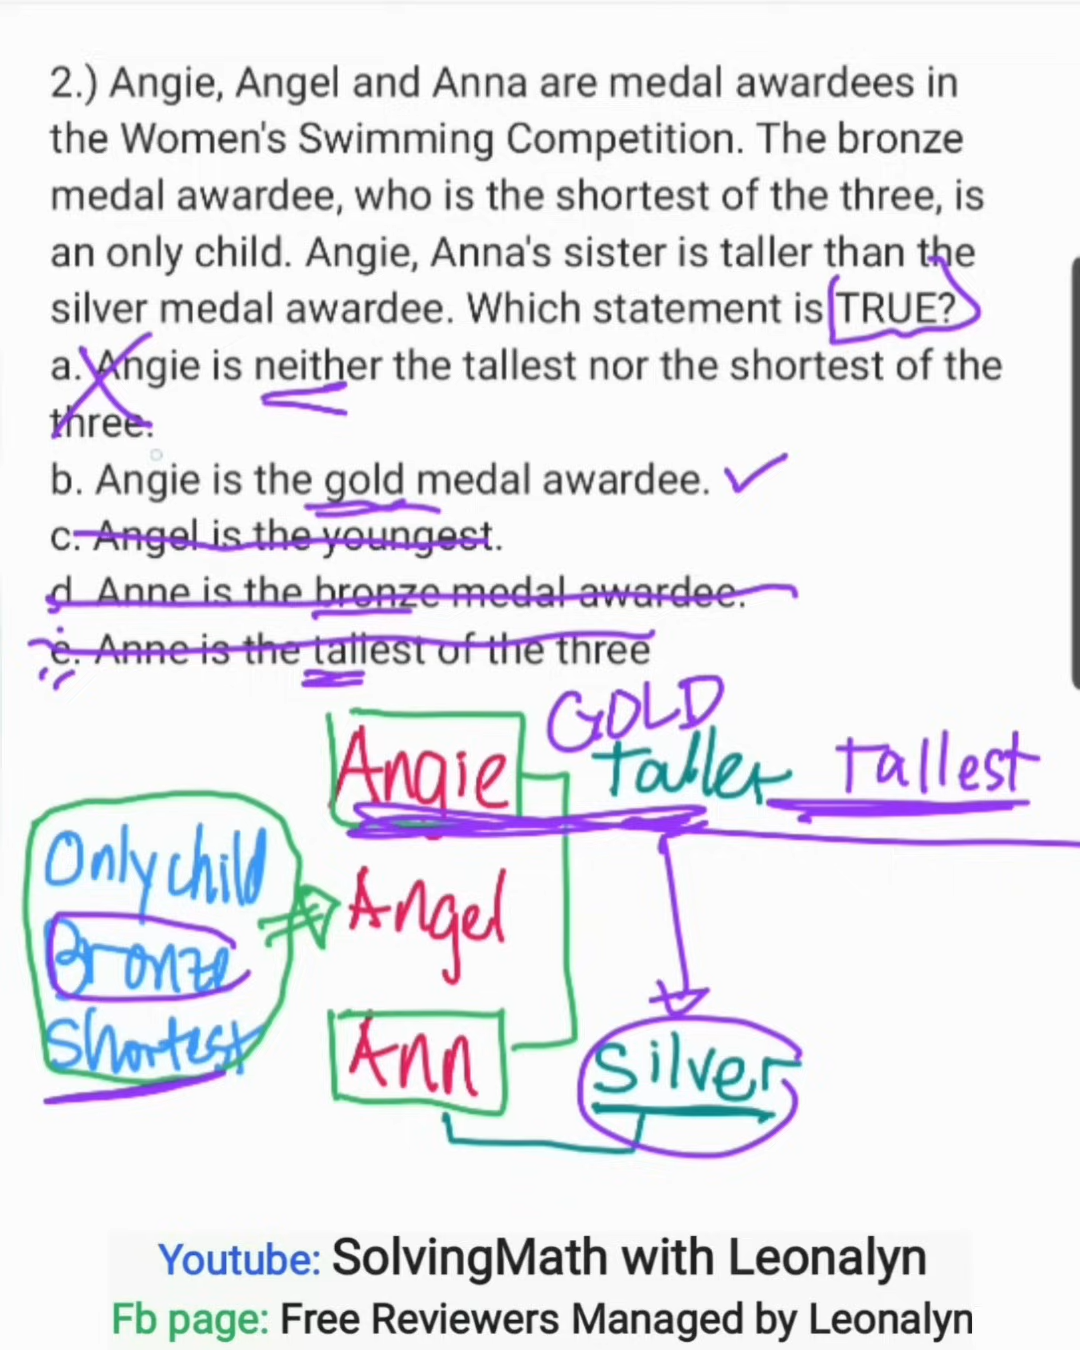 2.) Angie, Angel and Anna are medal awardees in
the Women's Swimming Competition. The bronze
medal awardee, who is the shortest of the three, is
an only child. Angie, Anna's sister is taller than the
silver medal awardee. Which statement is TRUE?
a. Angie is neither the tallest nor the shortest of the
three.
b. Angie is the gold medal awardee.
c. Angel is the youngest.
d. Anne is the bronze medal awardee.
e. Anne is the tallest of the three
GOLD
Angie taller tallest
Only child
Angel
Bronze
Shortest
Ann
Silver
Youtube: SolvingMath with Leonalyn
Fb page: Free Reviewers Managed by Leonalyn